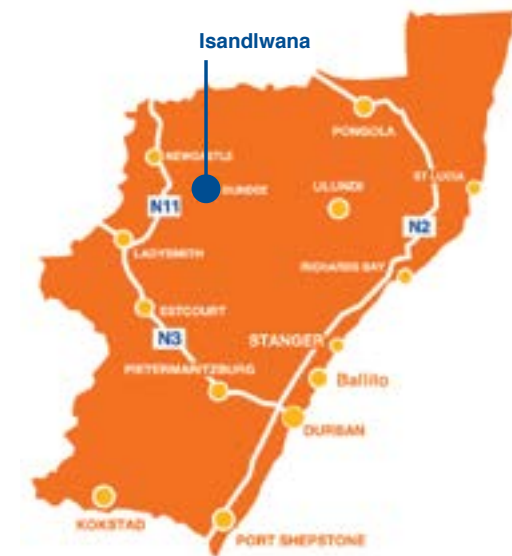 Isandlwana
PONGOLA
NEWCASTLE
DUNDEE
ULUNDI
ST LUCIA
N11
N2
LADYSMITH
RICHARDS BAY
ESTCOURT
N3
STANGER
PIETERMARITZBURG
Ballito
DURBAN
KOKSTAD
PORT SHEPSTONE